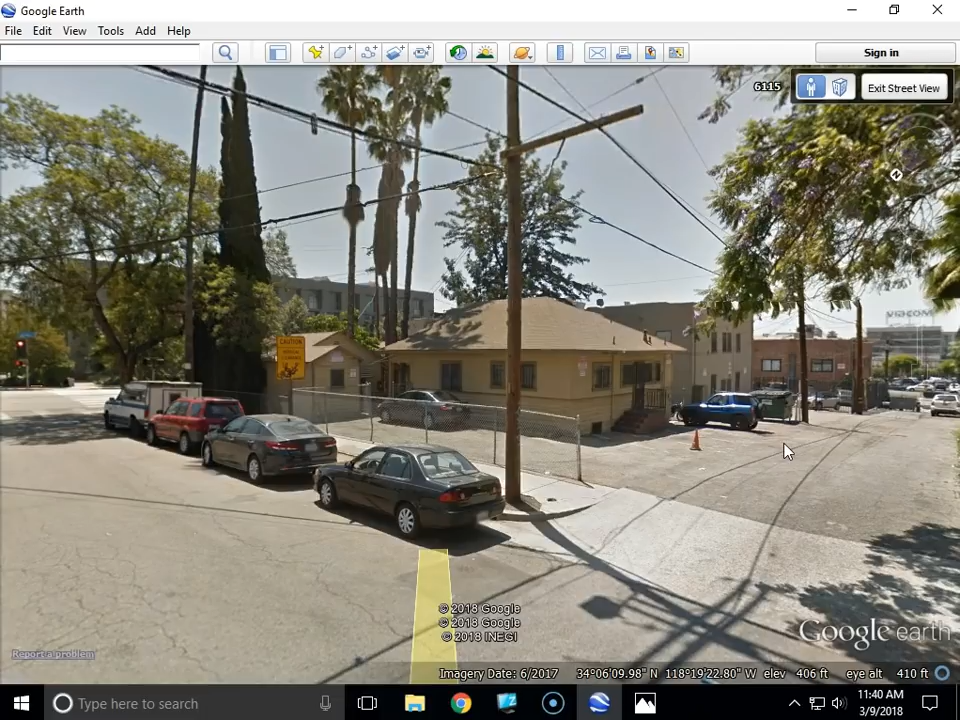 Google Earth
File Edit View Tools Add Help
Sign in
6115
Exit Street View
CAUTION
VIACOM
© 2018 Google
© 2018 Google
© 2018 INEGI
Google earth
Report a problem
Imagery Date: 6/2017 34°06'09.98" N 118°19'22.80" W elev 406 ft eye alt 410 ft
Type here to search
11:40 AM
3/9/2018